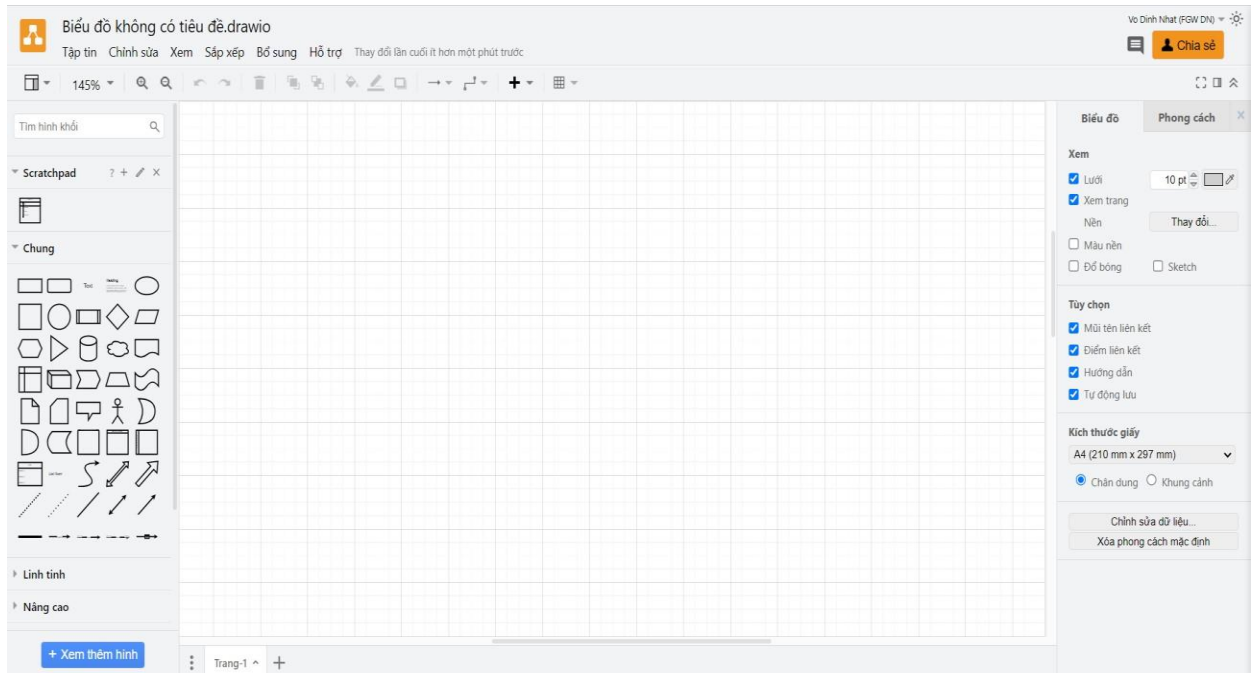 Biểu đồ không có tiêu đề.drawio
Vo Dinh Nhat (FGW DN)
Tập tin Chỉnh sửa Xem Sắp xếp Bổ sung Hỗ trợ Thay đổi lần cuối ít hơn một phút trước
Chia sẻ
145%
Tìm hình khối
Scratchpad ?
Chung
Text
Heading
List Item
Linh tinh
Nâng cao
+ Xem thêm hình
Trang-1
Biểu đồ Phong cách
Xem
Lưới 10 pt
Xem trang
Nền Thay đổi...
Màu nền
Đổ bóng Sketch
Tùy chọn
Mũi tên liên kết
Điểm liên kết
Hướng dẫn
Tự động lưu
Kích thước giấy
A4 (210 mm x 297 mm)
Chân dung Khung cảnh
Chỉnh sửa dữ liệu...
Xóa phong cách mặc định